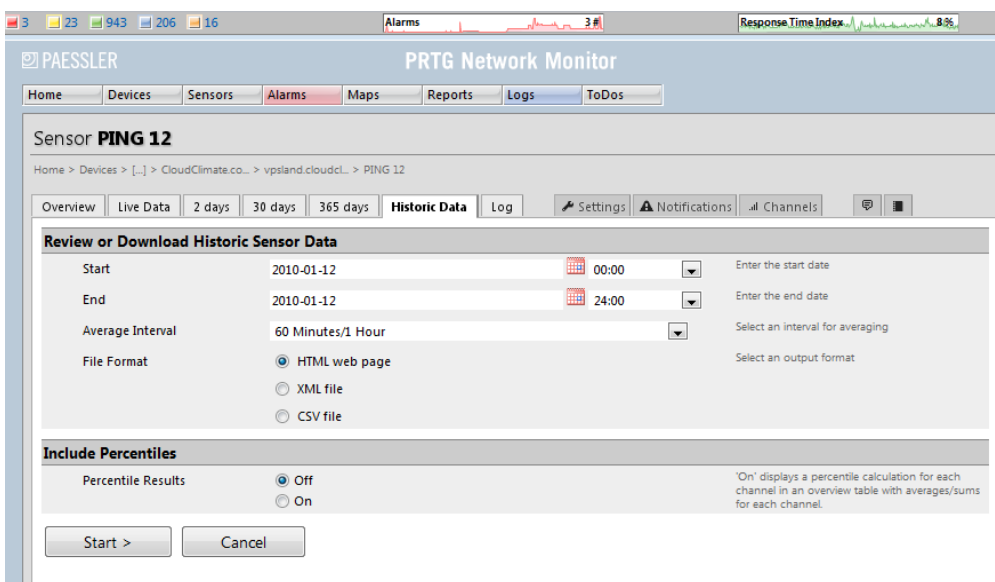 3 23 943 206 16 Alarms 3 # Response Time Index 8 %
PAESSLER PRTG Network Monitor
Home Devices Sensors Alarms Maps Reports Logs ToDos
Sensor PING 12
Home > Devices > [...] > CloudClimate.co... > vpsland.cloudcl... > PING 12
Overview Live Data 2 days 30 days 365 days Historic Data Log Settings Notifications Channels
Review or Download Historic Sensor Data
Start 2010-01-12 00:00 Enter the start date
End 2010-01-12 24:00 Enter the end date
Average Interval 60 Minutes/1 Hour Select an interval for averaging
File Format HTML web page Select an output format
XML file
CSV file
Include Percentiles
Percentile Results Off 'On' displays a percentile calculation for each
On channel in an overview table with averages/sums
for each channel.
Start > Cancel